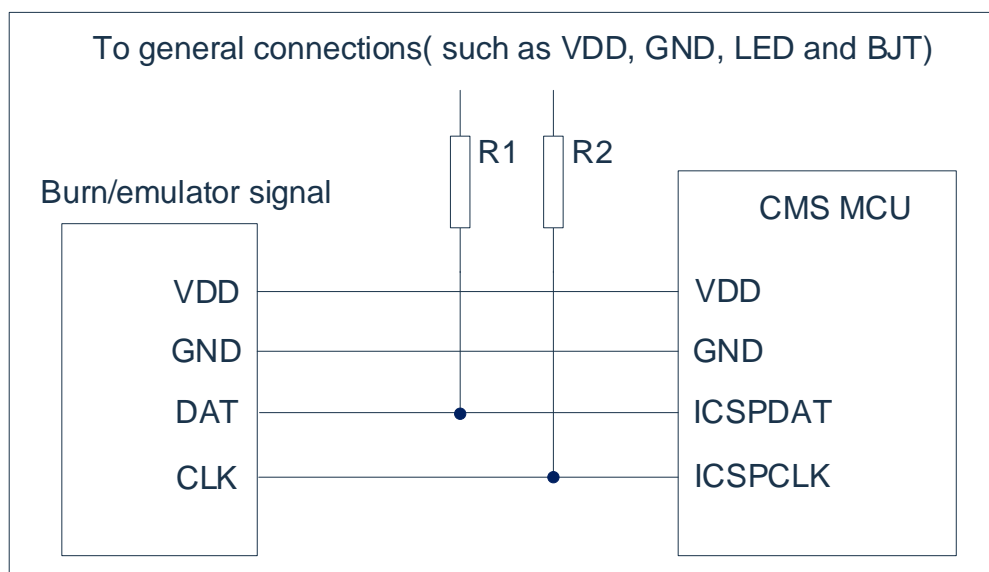 To general connections( such as VDD, GND, LED and BJT)
R1
R2
Burn/emulator signal
CMS MCU
VDD
VDD
GND
GND
DAT
ICSPDAT
CLK
ICSPCLK